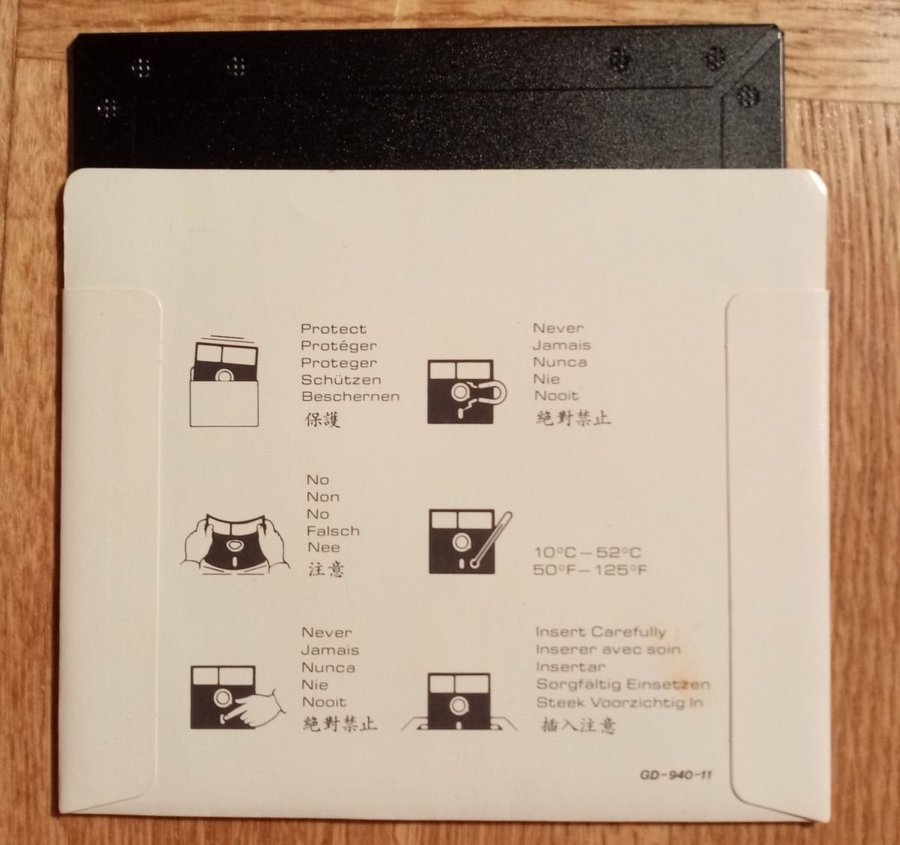 Protect
Protéger
Proteger
Schützen
Beschernen
保護
Never
Jamais
Nunca
Nie
Nooit
絕對禁止
No
Non
No
Falsch
Nee
注意
10°C – 52°C
50°F – 125°F
Never
Jamais
Nunca
Nie
Nooit
絕對禁止
Insert Carefully
Inserer avec soin
Insertar
Sorgfältig Einsetzen
Steek Voorzichtig In
插入注意
GD-940-11